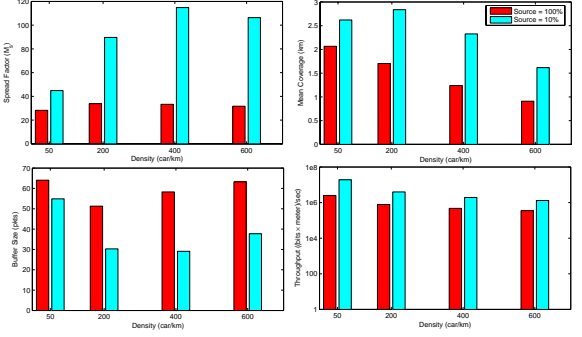 120
100
80
60
40
20
0
Spread Factor (M_s)
50 200 400 600
Density (car/km)
3
2.5
2
1.5
1
0.5
0
Mean Coverage (km)
Source = 100%
Source = 10%
50 200 400 600
Density (car/km)
70
60
50
40
30
20
10
0
Buffer Size (pkts)
50 200 400 600
Density (car/km)
1e8
1e6
1e4
100
1
Throughput ((bits × meter)/sec)
50 200 400 600
Density (car/km)